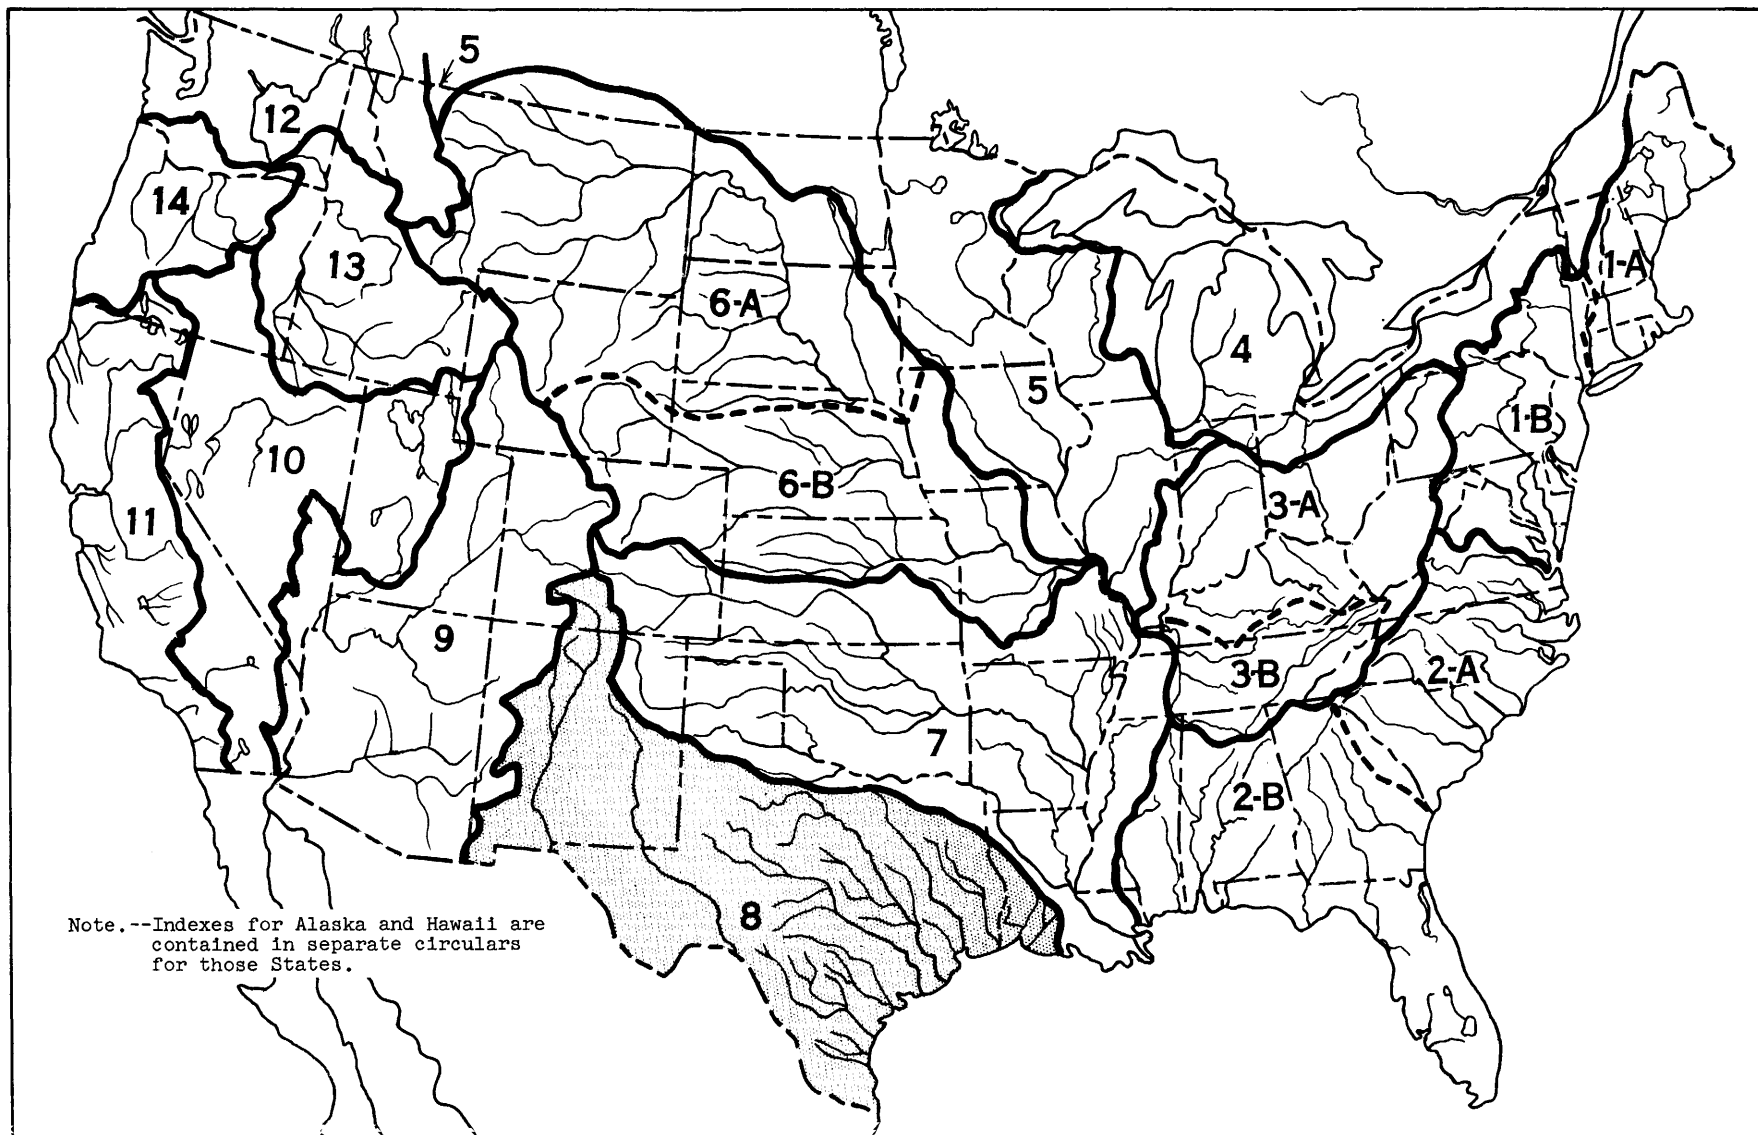 5
12
14
13
6-A
1-A
4
5
1-B
10
6-B
11
3-A
9
3-B
2-A
7
2-B
8
Note.--Indexes for Alaska and Hawaii are
contained in separate circulars
for those States.